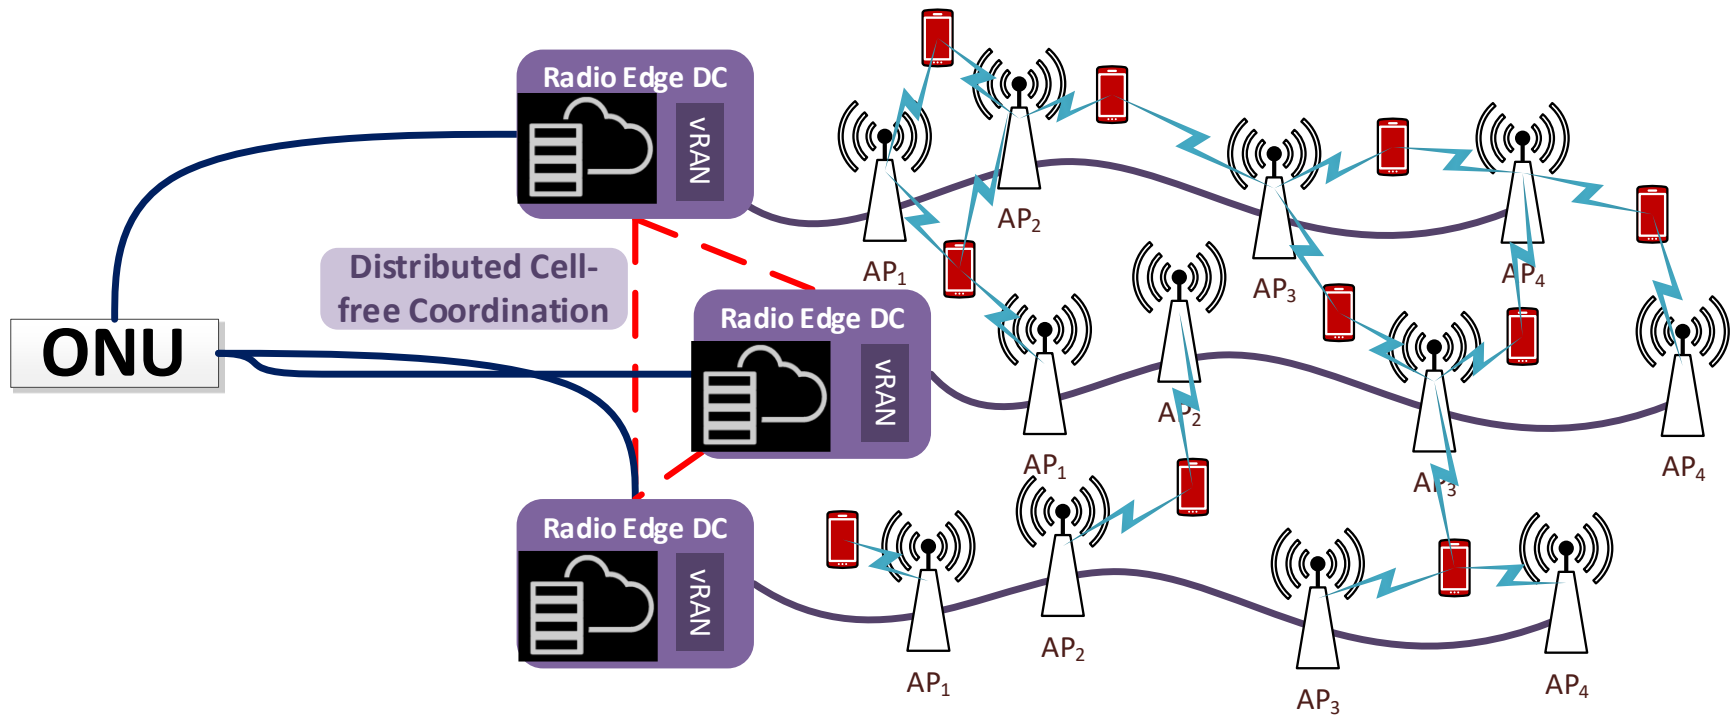 Radio Edge DC
vRAN
AP₁
AP₂
AP₃
AP₄
Distributed Cell-
free Coordination
ONU
Radio Edge DC
vRAN
AP₁
AP₂
AP₃
AP₄
Radio Edge DC
vRAN
AP₁
AP₂
AP₃
AP₄